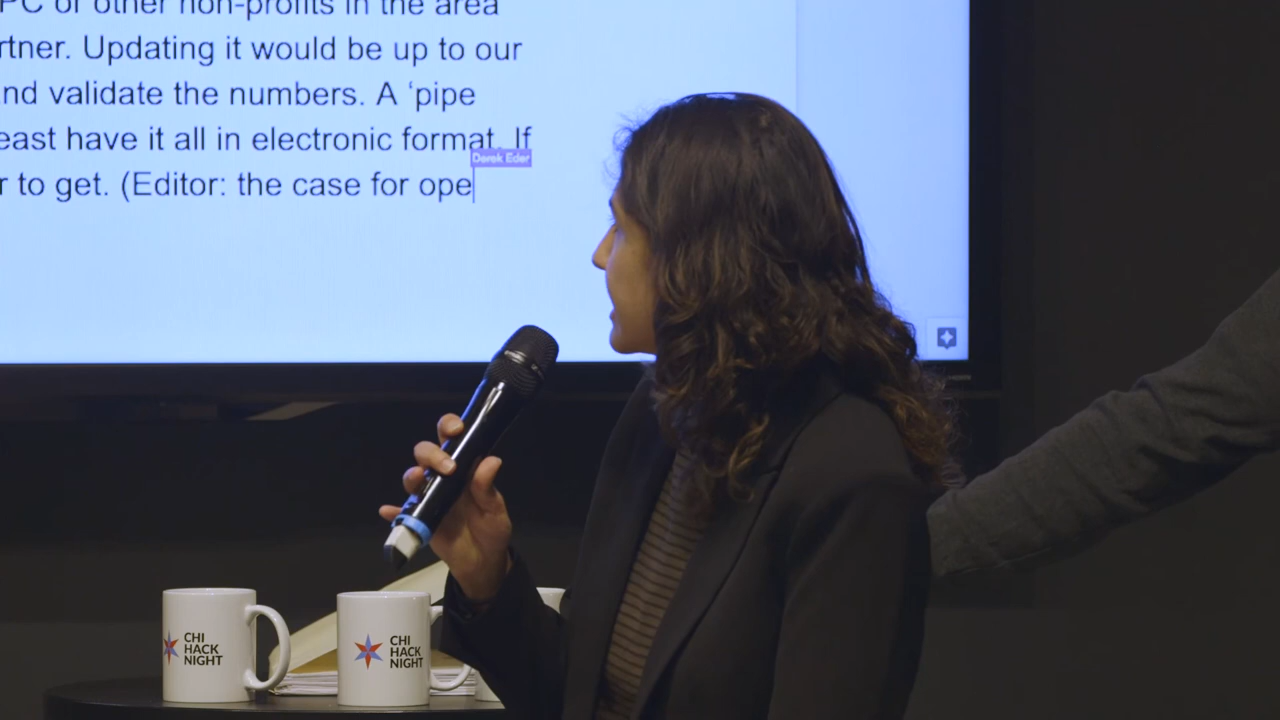 PC or other non-profits in the area
rtner. Updating it would be up to our
nd validate the numbers. A ‘pipe
east have it all in electronic format. If
Derek Eder
r to get. (Editor: the case for ope
CHI
HACK
NIGHT
CHI
HACK
NIGHT